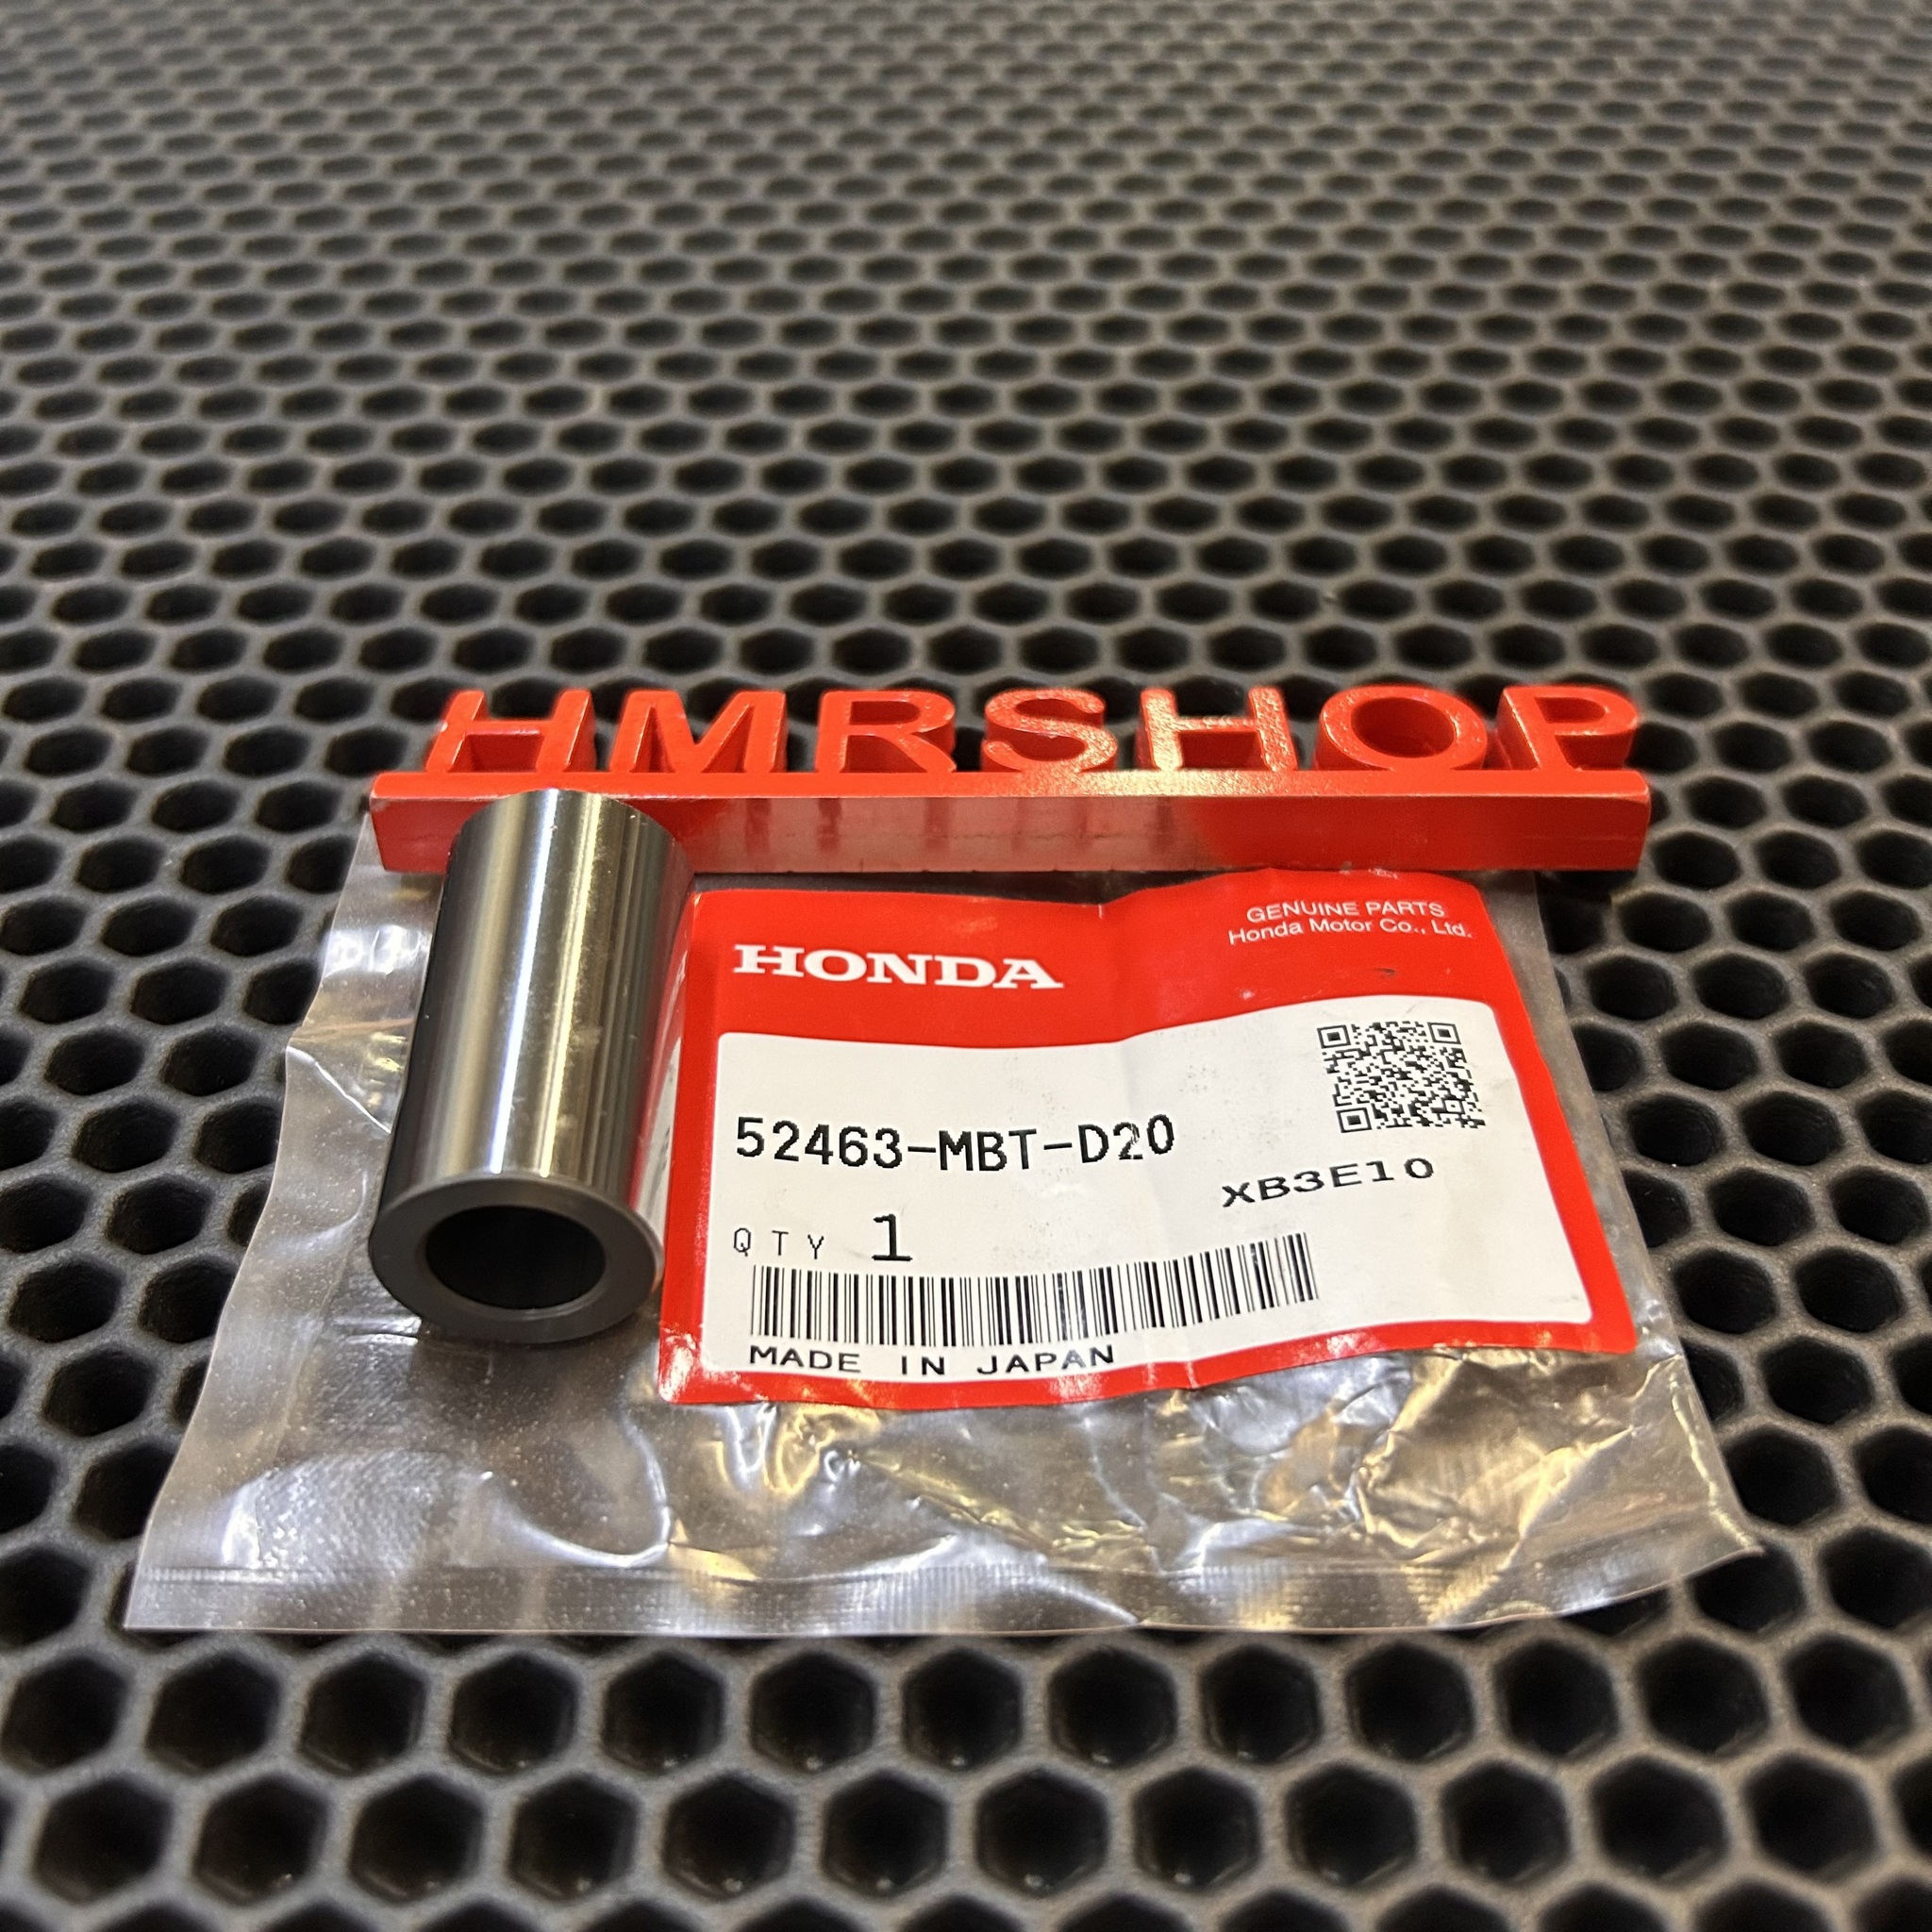 HMRSHOP
GENUINE PARTS
Honda Motor Co., Ltd.
HONDA
52463-MBT-D20
XB3E10
QTY 1
MADE IN JAPAN